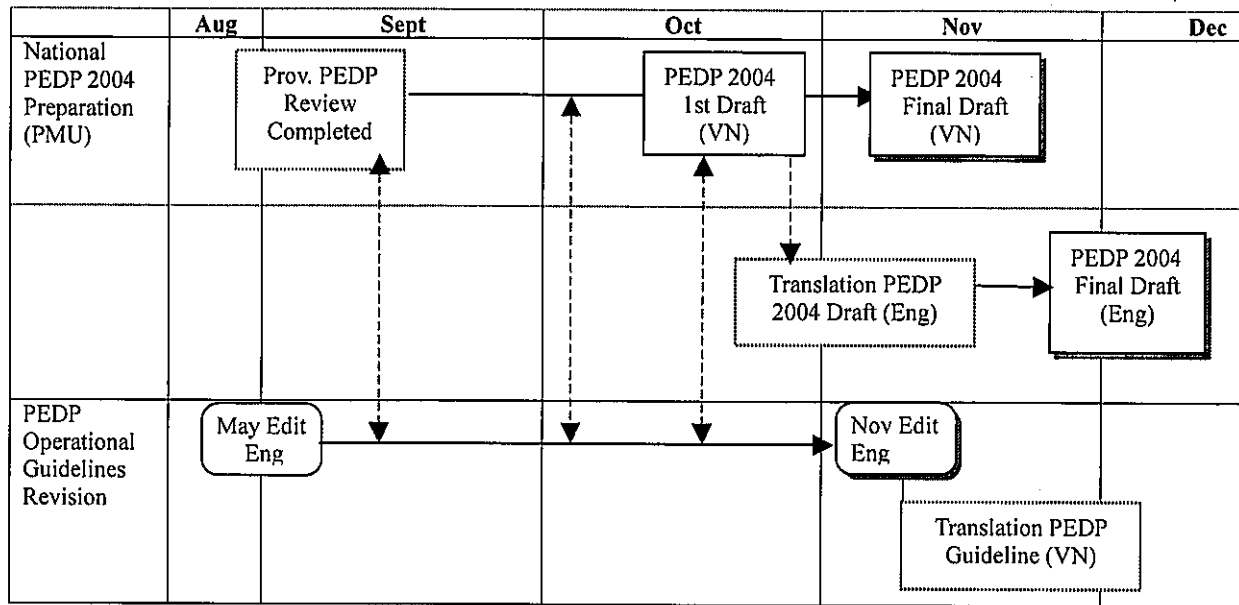 Aug Sept Oct Nov Dec
National
PEDP 2004
Preparation
(PMU)
Prov. PEDP
Review
Completed
PEDP 2004
1st Draft
(VN)
PEDP 2004
Final Draft
(VN)
Translation PEDP
2004 Draft (Eng)
PEDP 2004
Final Draft
(Eng)
PEDP
Operational
Guidelines
Revision
May Edit
Eng
Nov Edit
Eng
Translation PEDP
Guideline (VN)